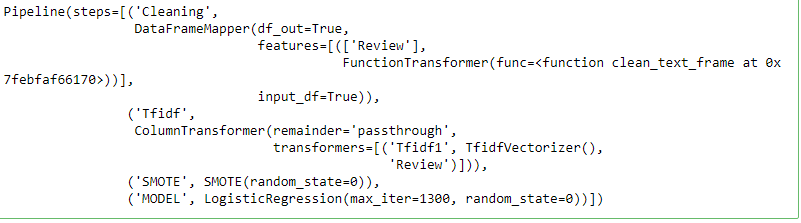 Pipeline(steps=[('Cleaning',
DataFrameMapper(df_out=True,
features=[(['Review'],
FunctionTransformer(func=<function clean_text_frame at 0x
7febfaf66170>))],
input_df=True)),
('Tfidf',
ColumnTransformer(remainder='passthrough',
transformers=[('Tfidf1', TfidfVectorizer(),
'Review')])),
('SMOTE', SMOTE(random_state=0)),
('MODEL', LogisticRegression(max_iter=1300, random_state=0))])